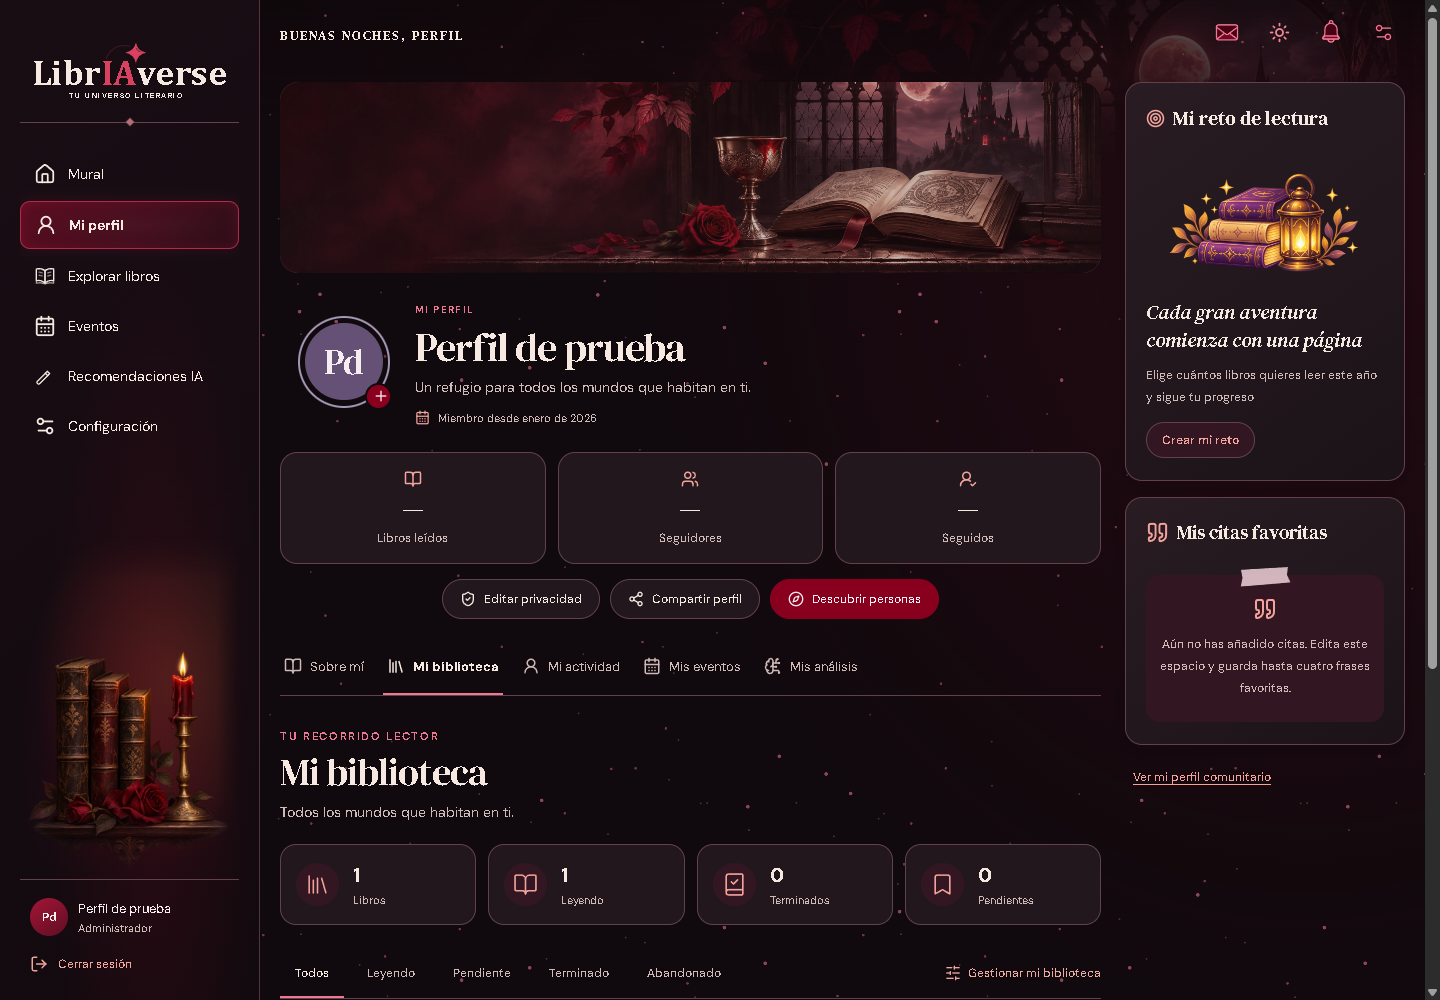 LibrIAverse
TU UNIVERSO LITERARIO
Mural
Mi perfil
Explorar libros
Eventos
Recomendaciones IA
Configuración
Pd
Perfil de prueba
Administrador
Cerrar sesión
BUENAS NOCHES, PERFIL
Pd
MI PERFIL
Perfil de prueba
Un refugio para todos los mundos que habitan en ti.
Miembro desde enero de 2026
—
Libros leídos
—
Seguidores
—
Seguidos
Editar privacidad
Compartir perfil
Descubrir personas
Sobre mí
Mi biblioteca
Mi actividad
Mis eventos
Mis análisis
TU RECORRIDO LECTOR
Mi biblioteca
Todos los mundos que habitan en ti.
1
Libros
1
Leyendo
0
Terminados
0
Pendientes
Todos
Leyendo
Pendiente
Terminado
Abandonado
Gestionar mi biblioteca
Mi reto de lectura
Cada gran aventura
comienza con una página
Elige cuántos libros quieres leer este año
y sigue tu progreso
Crear mi reto
Mis citas favoritas
Aún no has añadido citas. Edita este
espacio y guarda hasta cuatro frases
favoritas.
Ver mi perfil comunitario